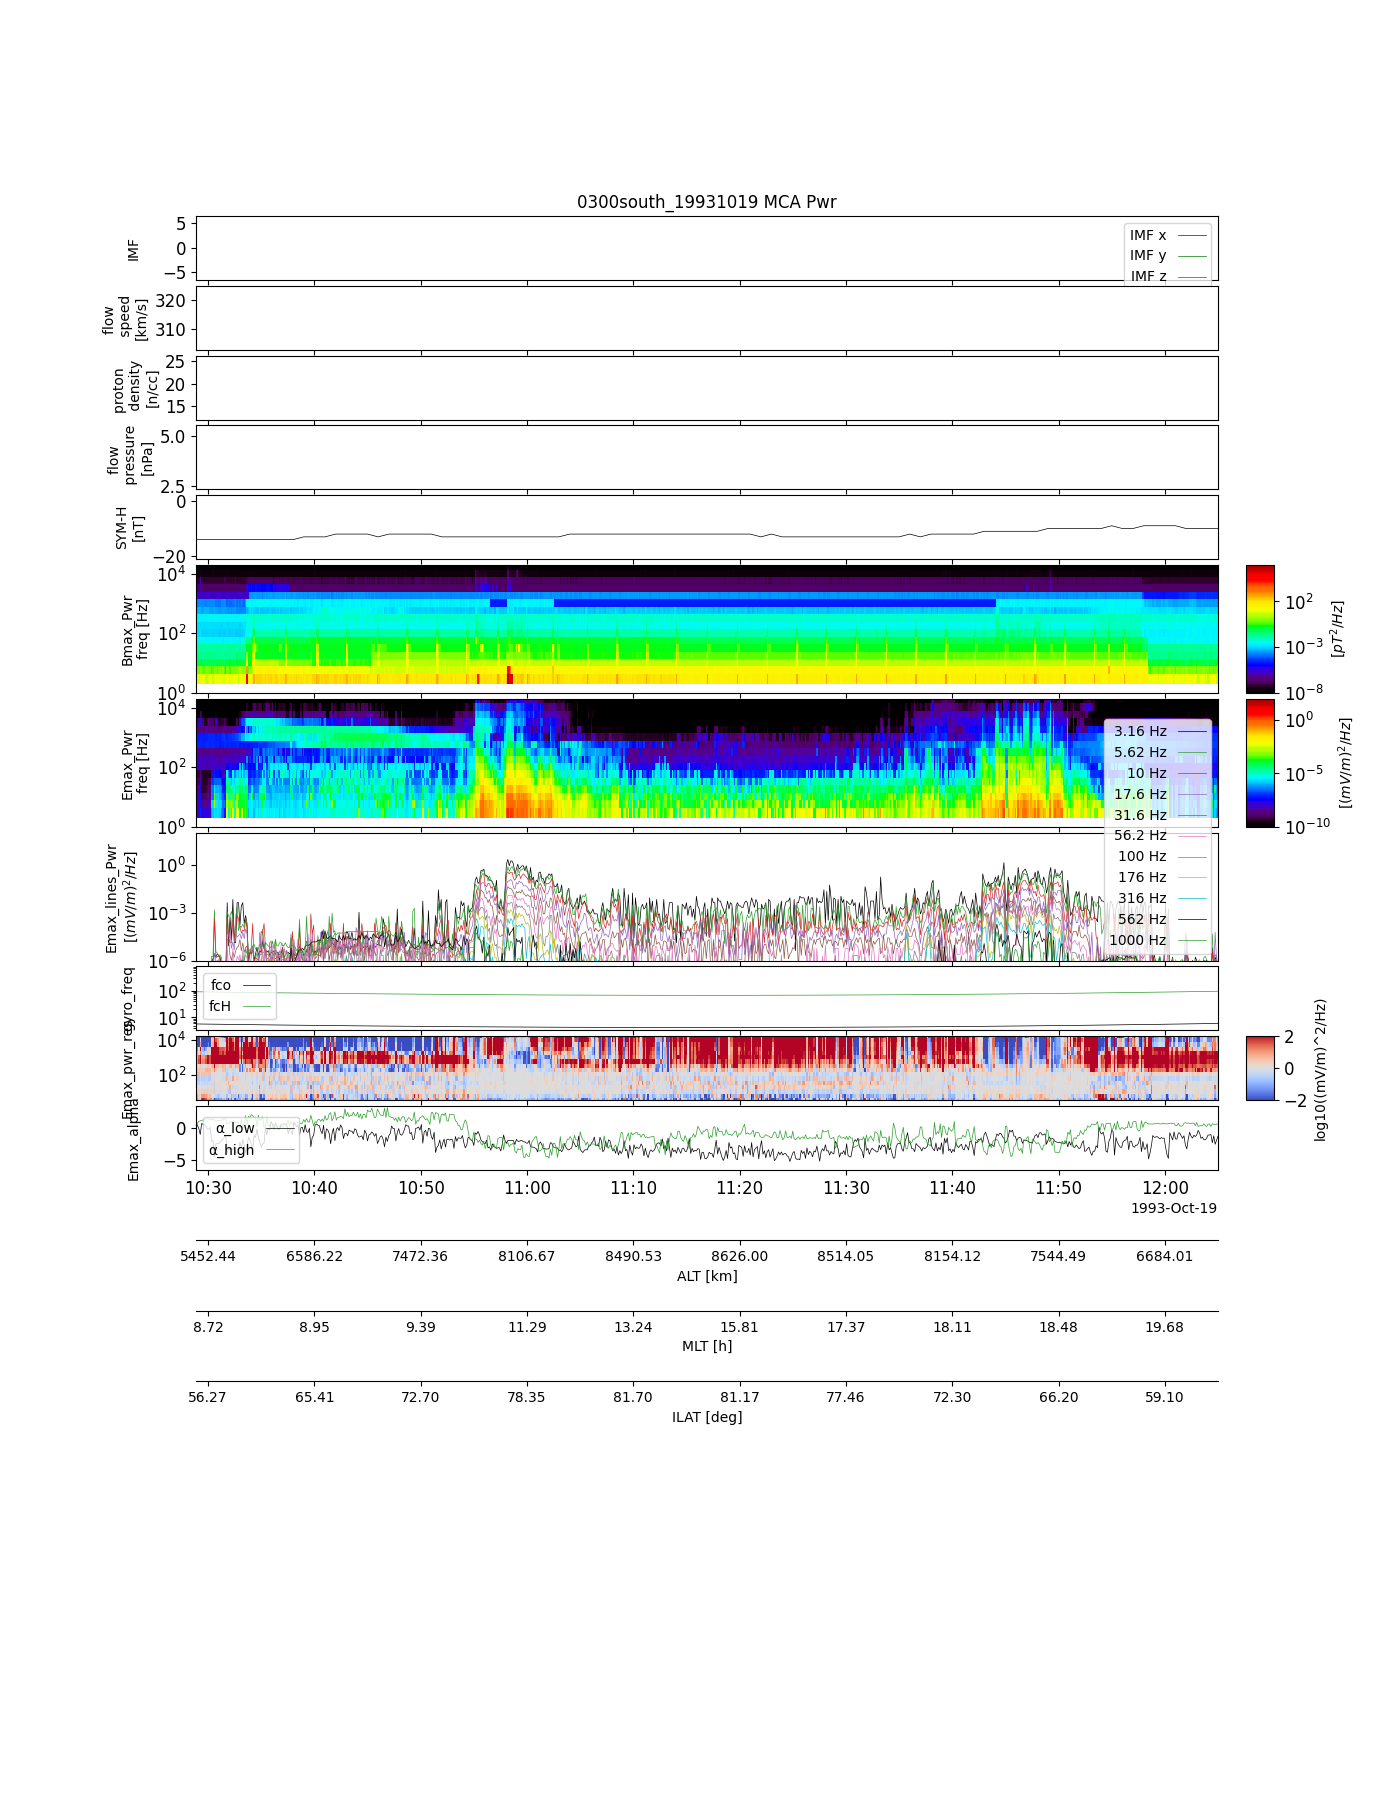 0300south_19931019 MCA Pwr
IMF
5
0
−5
IMF x
IMF y
IMF z
flow
speed
[km/s]
320
310
proton
density
[n/cc]
25
20
15
flow
pressure
[nPa]
5.0
2.5
SYM-H
[nT]
0
−20
Bmax_Pwr
freq [Hz]
10^4
10^2
10^0
10^2
10^−3
10^−8
[pT^2/Hz]
Emax_Pwr
freq [Hz]
10^4
10^2
10^0
10^0
10^−5
10^−10
[(mV/m)^2/Hz]
3.16 Hz
5.62 Hz
10 Hz
17.6 Hz
31.6 Hz
56.2 Hz
100 Hz
176 Hz
316 Hz
562 Hz
1000 Hz
Emax_lines_Pwr
[(mV/m)^2/Hz]
10^0
10^−3
10^−6
gyro_freq
10^2
10^1
fco
fcH
Emax_pwr_reg
10^4
10^2
2
0
−2
log10((mV/m)^2/Hz)
Emax_alpha
0
−5
α_low
α_high
10:30 10:40 10:50 11:00 11:10 11:20 11:30 11:40 11:50 12:00
1993-Oct-19
5452.44 6586.22 7472.36 8106.67 8490.53 8626.00 8514.05 8154.12 7544.49 6684.01
ALT [km]
8.72 8.95 9.39 11.29 13.24 15.81 17.37 18.11 18.48 19.68
MLT [h]
56.27 65.41 72.70 78.35 81.70 81.17 77.46 72.30 66.20 59.10
ILAT [deg]